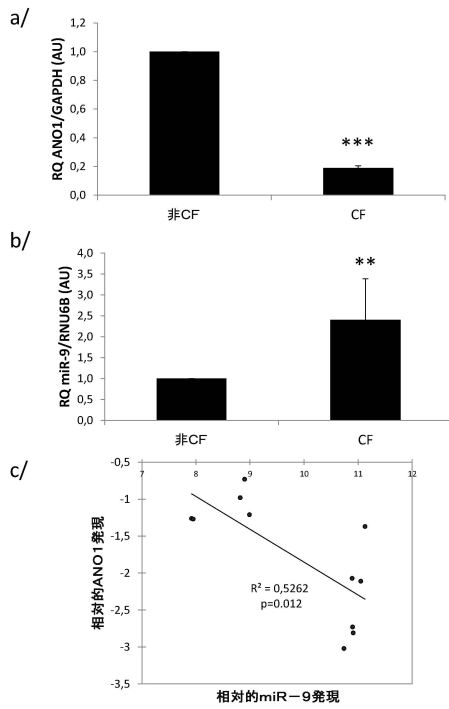 a/
RQ ANO1/GAPDH (AU)
1,2
1,0
0,8
0,6
0,4
0,2
0,0
***
非CF
CF
b/
RQ miR-9/RNU6B (AU)
4,0
3,5
3,0
2,5
2,0
1,5
1,0
0,5
0,0
**
非CF
CF
c/
相対的ANO1発現
-0,5
7 8 9 10 11 12
-1
-1,5
-2
-2,5
-3
-3,5
R² = 0,5262
p=0.012
相対的miR－9発現